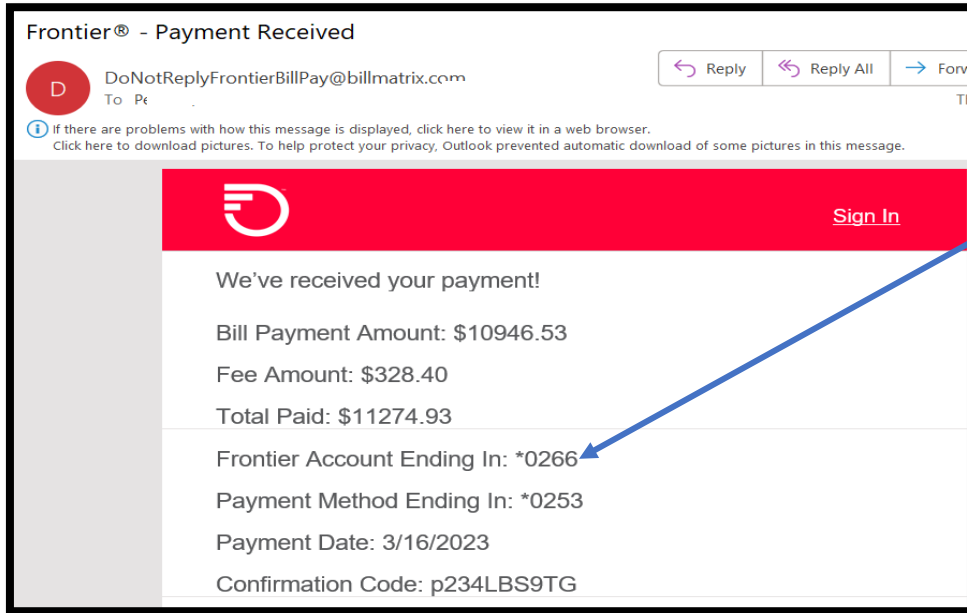 Frontier® - Payment Received
D
DoNotReplyFrontierBillPay@billmatrix.com
Reply
Reply All
To
If there are problems with how this message is displayed, click here to view it in a web browser.
Click here to download pictures. To help protect your privacy, Outlook prevented automatic download of some pictures in this message.
Sign In
We've received your payment!
Bill Payment Amount: $10946.53
Fee Amount: $328.40
Total Paid: $11274.93
Frontier Account Ending In: *0266
Payment Method Ending In: *0253
Payment Date: 3/16/2023
Confirmation Code: p234LBS9TG